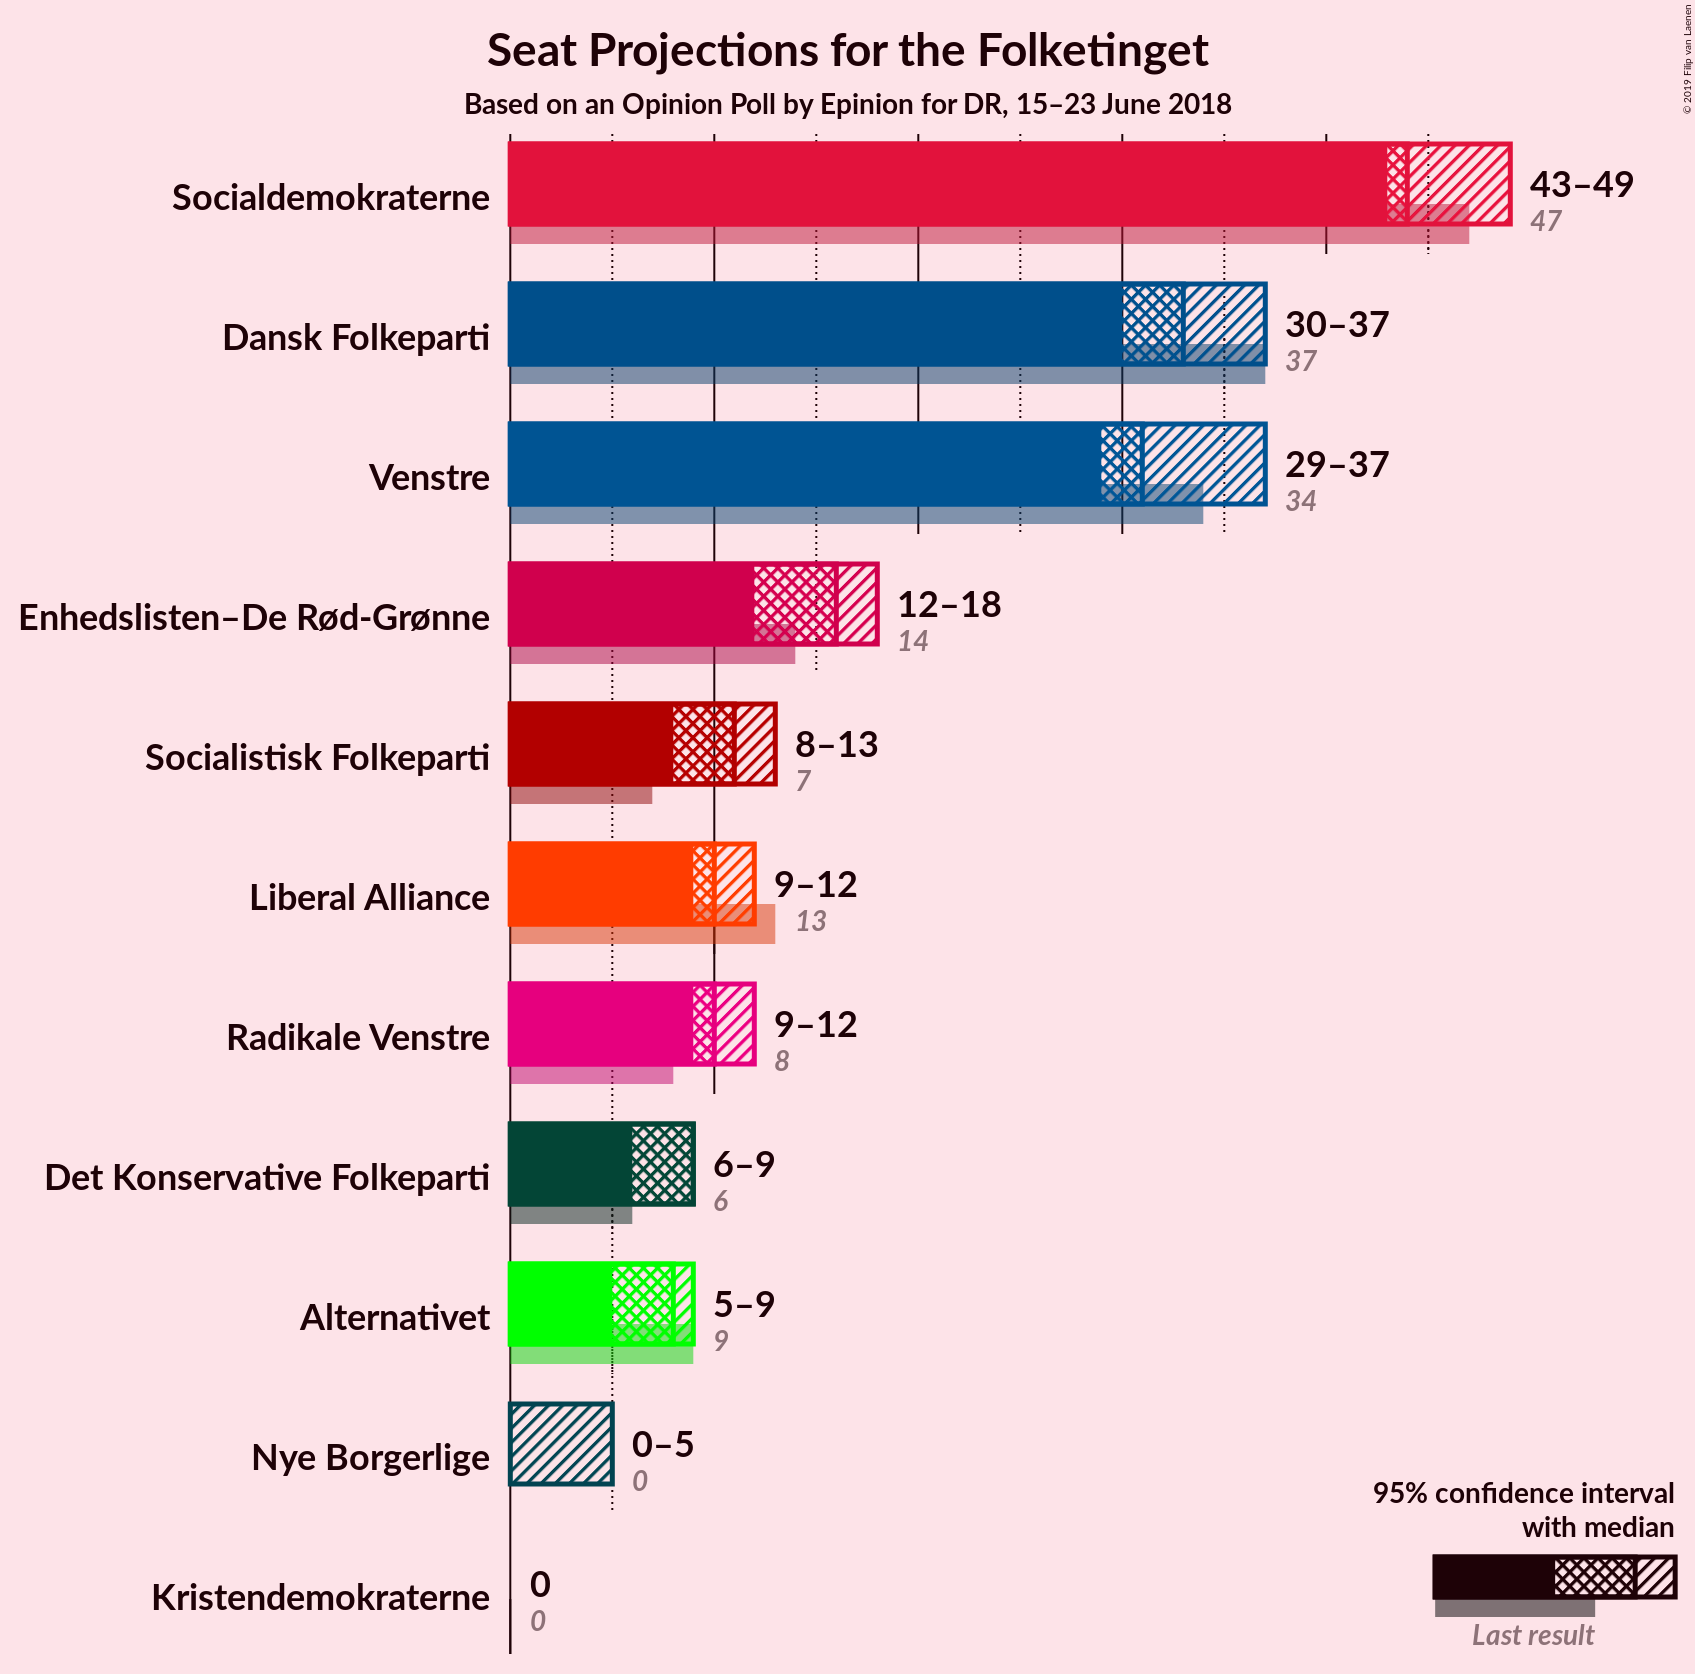 Seat Projections for the Folketinget
Based on an Opinion Poll by Epinion for DR, 15–23 June 2018
© 2019 Filip van Laenen
Socialdemokraterne
43–49
47
Dansk Folkeparti
30–37
37
Venstre
29–37
34
Enhedslisten–De Rød-Grønne
12–18
14
Socialistisk Folkeparti
8–13
7
Liberal Alliance
9–12
13
Radikale Venstre
9–12
8
Det Konservative Folkeparti
6–9
6
Alternativet
5–9
9
Nye Borgerlige
0–5
0
Kristendemokraterne
0
0
95% confidence interval
with median
Last result